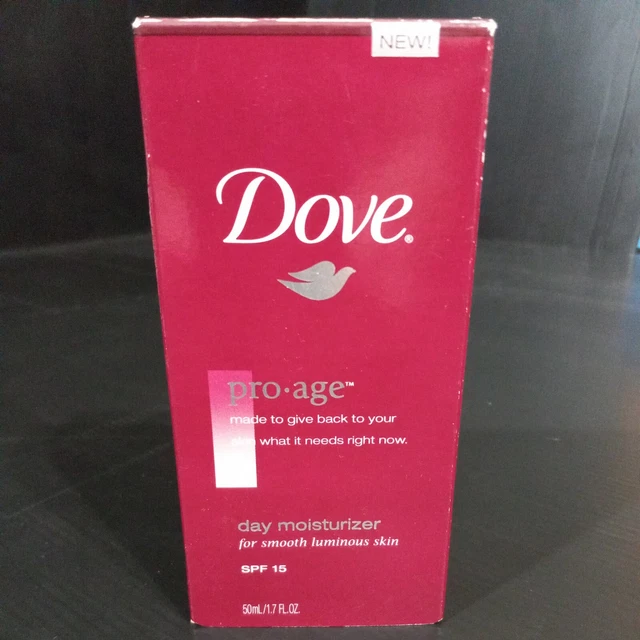 NEW!
Dove®
pro·age™
made to give back to your
skin what it needs right now.
day moisturizer
for smooth luminous skin
SPF 15
50mL/1.7 FL.OZ.